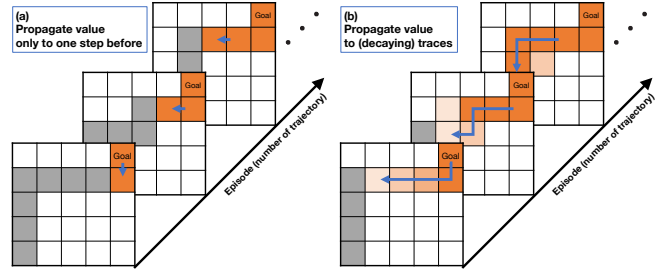 (a)
Propagate value
only to one step before
Goal
Goal
Goal
Episode (number of trajectory)
(b)
Propagate value
to (decaying) traces
Goal
Goal
Goal
Episode (number of trajectory)